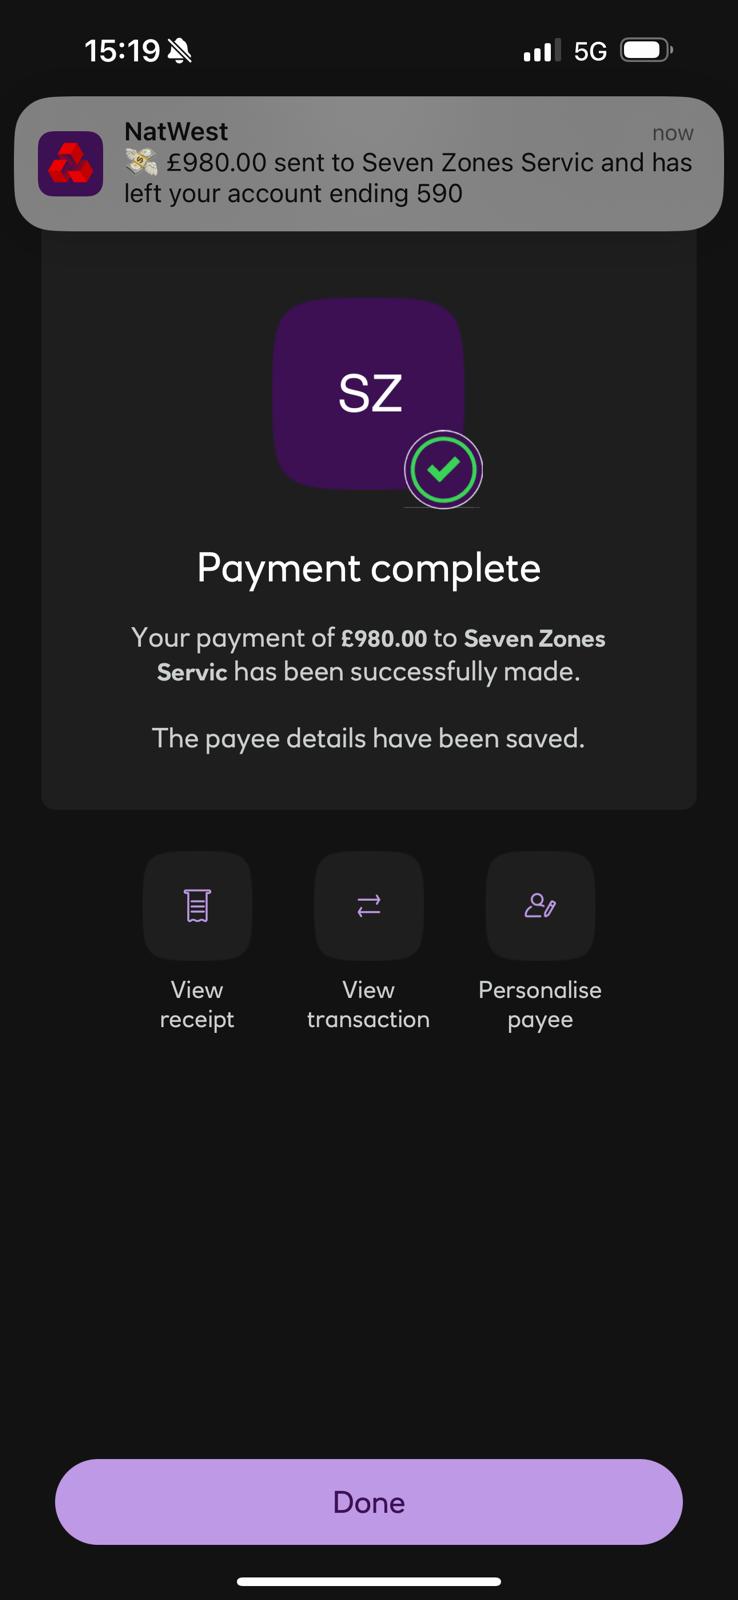 15:19 5G
NatWest now
💸 £980.00 sent to Seven Zones Servic and has
left your account ending 590
SZ
Payment complete
Your payment of £980.00 to Seven Zones
Servic has been successfully made.
The payee details have been saved.
View receipt
View transaction
Personalise payee
Done